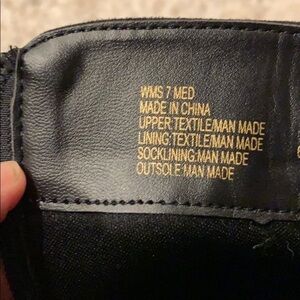 WMS 7 MED
MADE IN CHINA
UPPER:TEXTILE/MAN MADE
LINING:TEXTILE/MAN MADE
SOCKLINING:MAN MADE
OUTSOLE:MAN MADE